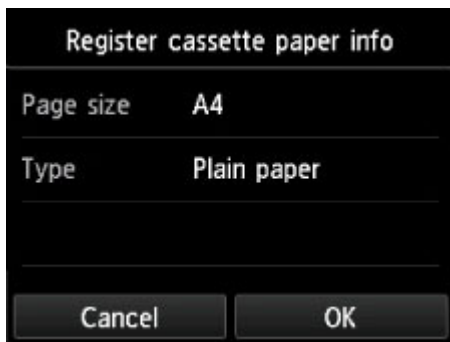 Register cassette paper info
Page size A4
Type Plain paper
Cancel OK